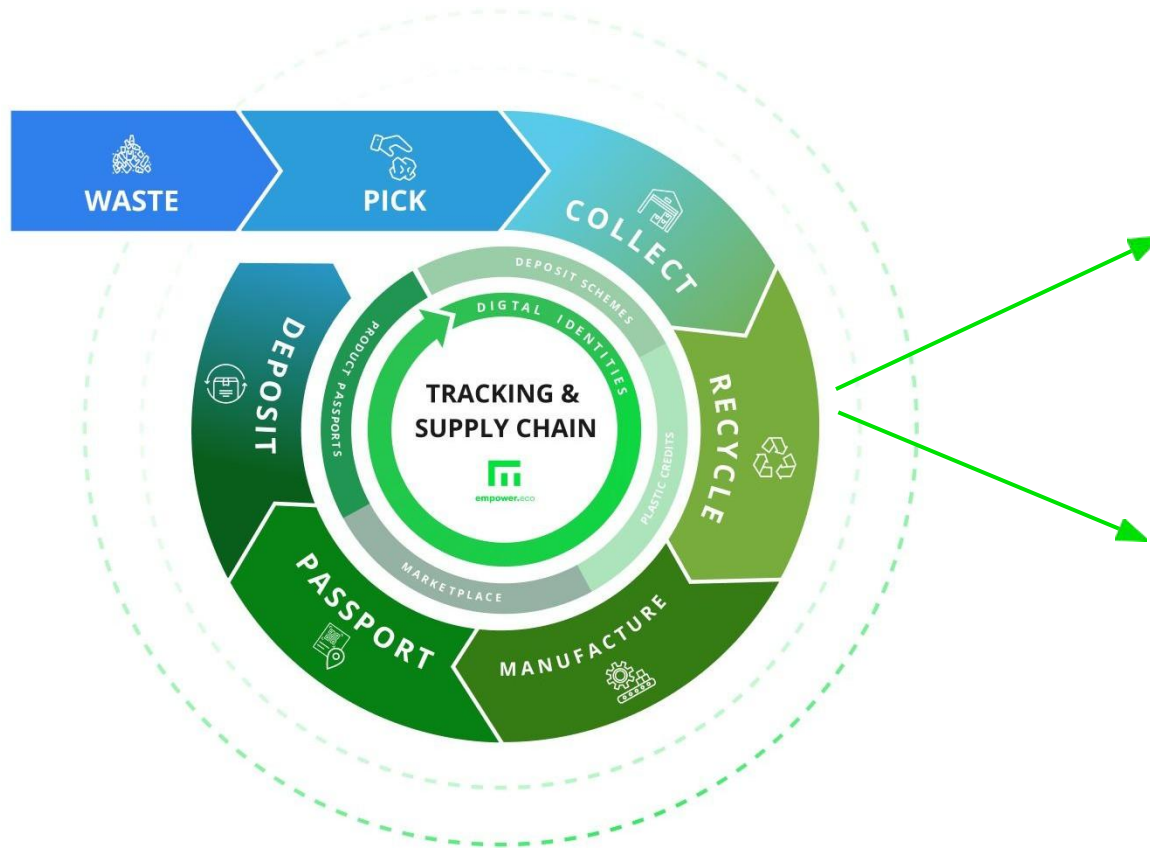 WASTE
PICK
COLLECT
RECYCLE
MANUFACTURE
PASSPORT
DEPOSIT
DEPOSIT SCHEMES
PLASTIC CREDITS
MARKETPLACE
PRODUCT PASSPORTS
DIGTAL IDENTITIES
TRACKING &
SUPPLY CHAIN
empower.eco